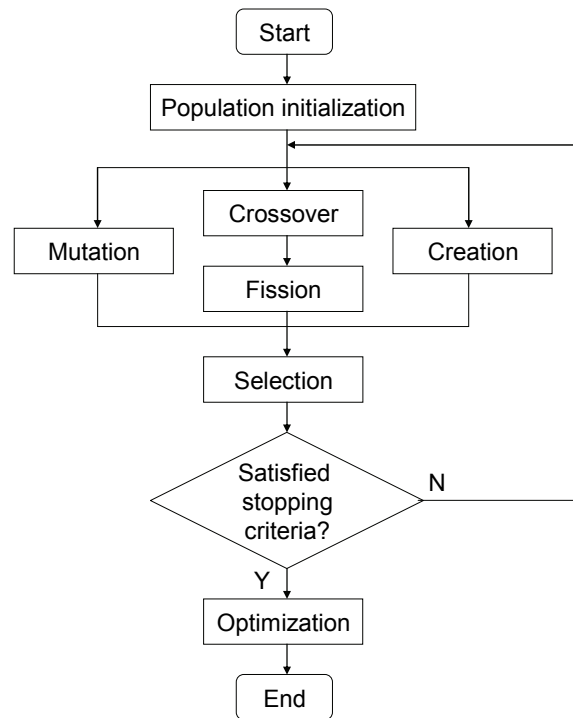 Start
Population initialization
Crossover
Mutation
Creation
Fission
Selection
Satisfied
stopping
criteria?
N
Y
Optimization
End